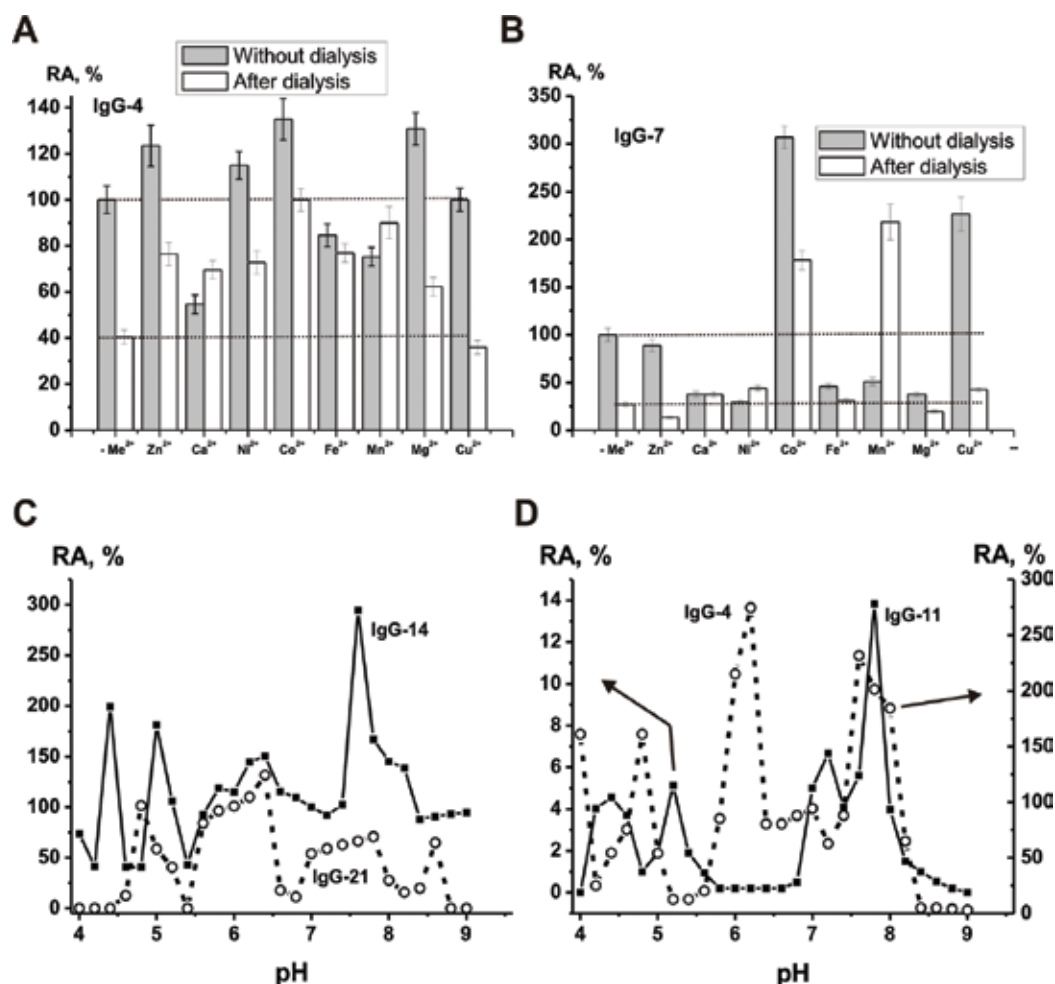 A
RA, %
IgG-4
Without dialysis
After dialysis
140
120
100
80
60
40
20
0
- Me²⁺ Zn²⁺ Ca²⁺ Ni²⁺ Co²⁺ Fe²⁺ Mn²⁺ Mg²⁺ Cu²⁺
B
RA, %
IgG-7
Without dialysis
After dialysis
350
300
250
200
150
100
50
0
- Me²⁺ Zn²⁺ Ca²⁺ Ni²⁺ Co²⁺ Fe²⁺ Mn²⁺ Mg²⁺ Cu²⁺ –
C
RA, %
300
250
200
150
100
50
0
IgG-14
IgG-21
4 5 6 7 8 9
pH
D
RA, %
14
12
10
8
6
4
2
0
IgG-4
IgG-11
RA, %
300
250
200
150
100
50
0
4 5 6 7 8 9
pH